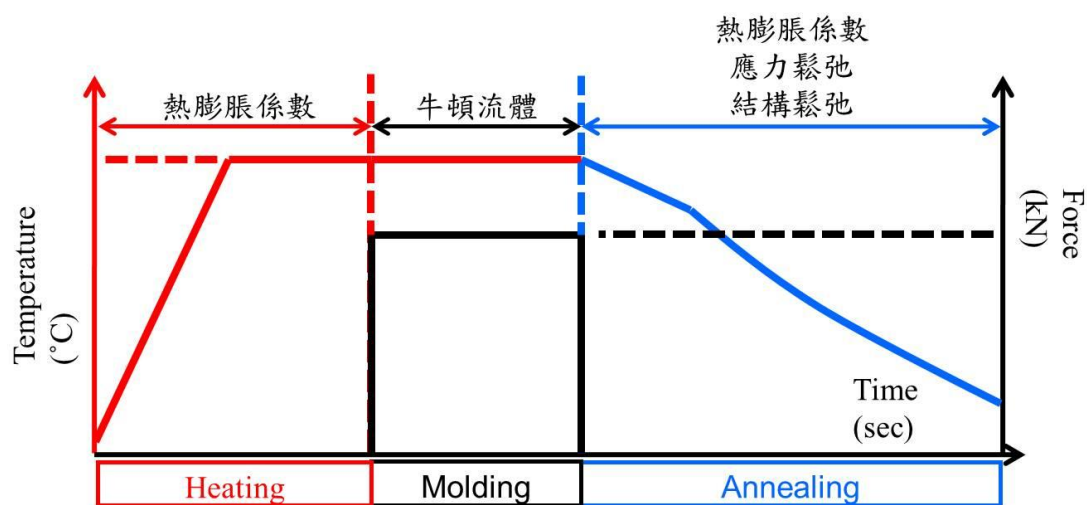 熱膨脹係數
牛頓流體
熱膨脹係數
應力鬆弛
結構鬆弛
Temperature
(°C)
Force
(kN)
Time
(sec)
Heating
Molding
Annealing